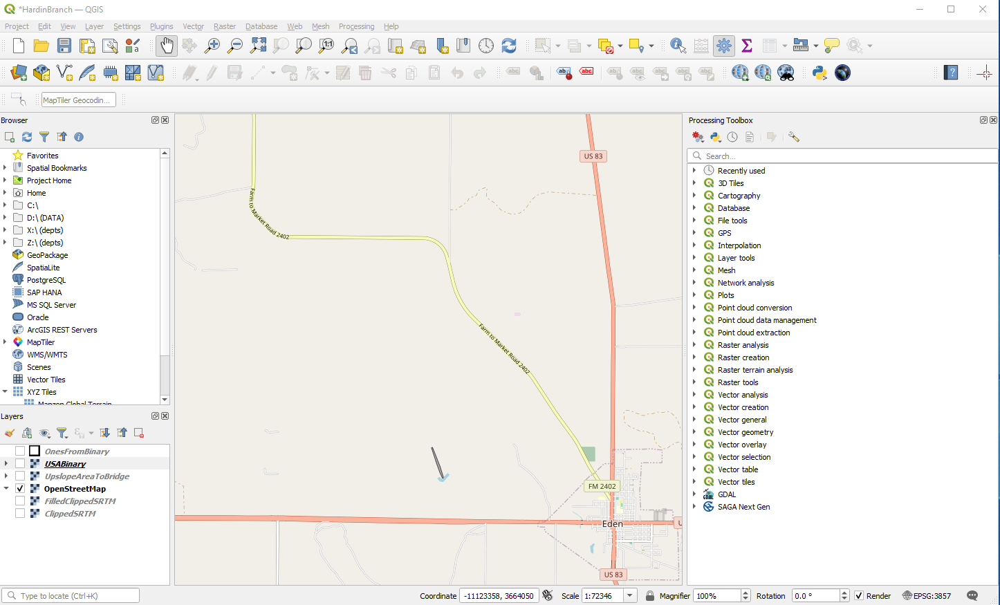 *HardinBranch — QGIS
Project Edit View Layer Settings Plugins Vector Raster Database Web Mesh Processing Help
MapTiler Geocodin...
Browser
Favorites
Spatial Bookmarks
Project Home
Home
C:\
D:\ (DATA)
X:\ (depts)
Z:\ (depts)
GeoPackage
SpatiaLite
PostgreSQL
SAP HANA
MS SQL Server
Oracle
ArcGIS REST Servers
MapTiler
WMS/WMTS
Scenes
Vector Tiles
XYZ Tiles
Mapzen Global Terrain
Layers
OnesFromBinary
USABinary
UpslopeAreaToBridge
OpenStreetMap
FilledClippedSRTM
ClippedSRTM
US 83
Farm to Market Road 2402
Farm to Market Road 2402
FM 2402
Eden
U
US 83
Processing Toolbox
Search...
Recently used
3D Tiles
Cartography
Database
File tools
GPS
Interpolation
Layer tools
Mesh
Network analysis
Plots
Point cloud conversion
Point cloud data management
Point cloud extraction
Raster analysis
Raster creation
Raster terrain analysis
Raster tools
Vector analysis
Vector creation
Vector general
Vector geometry
Vector overlay
Vector selection
Vector table
Vector tiles
GDAL
SAGA Next Gen
Type to locate (Ctrl+K)
Coordinate -11123358, 3664050 Scale 1:72346 Magnifier 100% Rotation 0.0 ° Render EPSG:3857